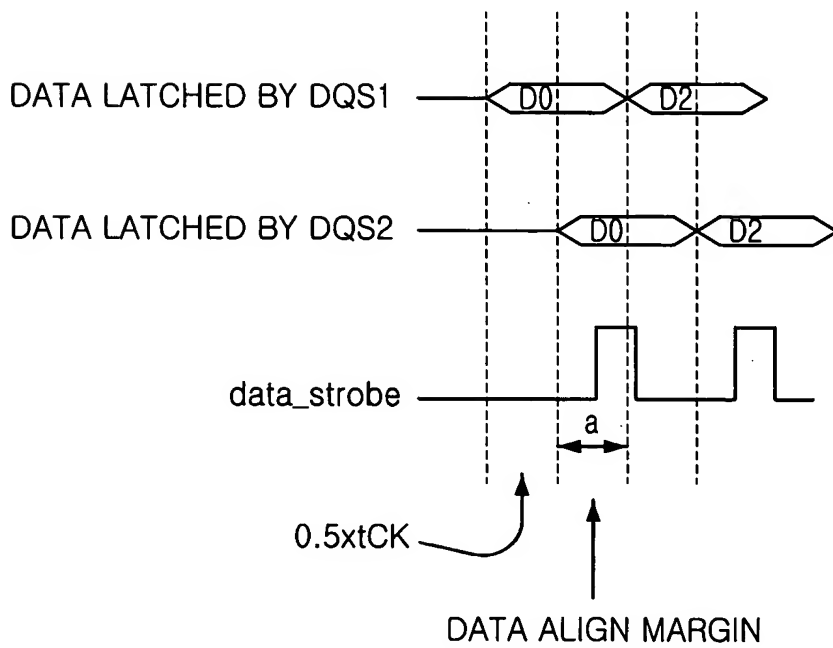 DATA LATCHED BY DQS1 D0 D2
DATA LATCHED BY DQS2 D0 D2
data_strobe
a
0.5xtCK
DATA ALIGN MARGIN